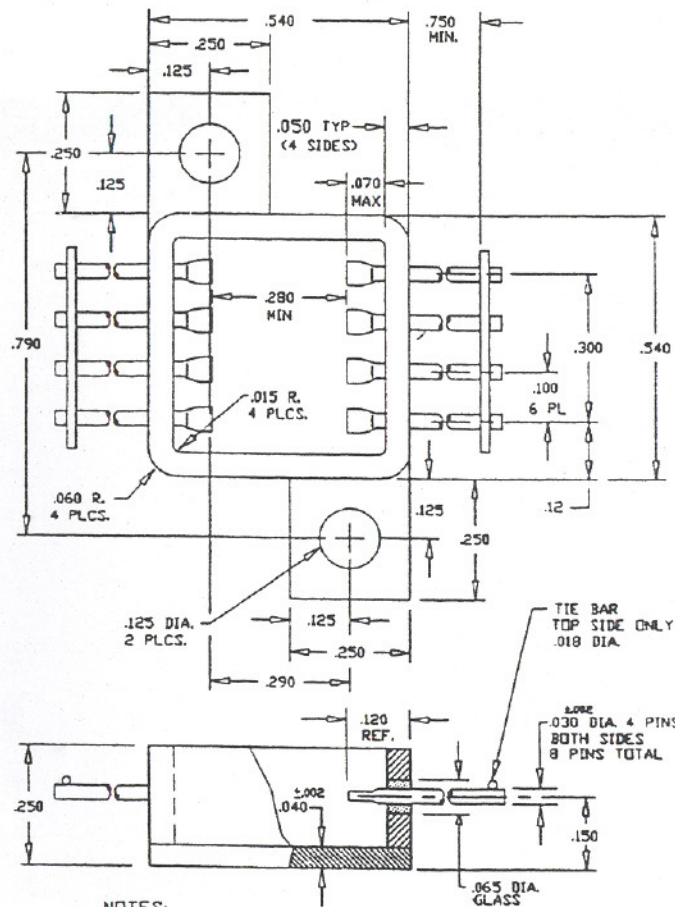 .540
.750
MIN.
.250
.125
.050 TYP
(4 SIDES)
.250
.125
.070
MAX
.280
MIN
.790
.300
.540
.100
6 PL
.015 R.
4 PLCS.
.060 R.
4 PLCS.
.125
.12
.250
.125 DIA.
2 PLCS.
.125
.250
.290
TIE BAR
TOP SIDE ONLY
.018 DIA.
.120
REF.
±.002
.030 DIA. 4 PINS
BOTH SIDES
8 PINS TOTAL
.250
±.002
.040
.150
.065 DIA.
GLASS
NOTES: